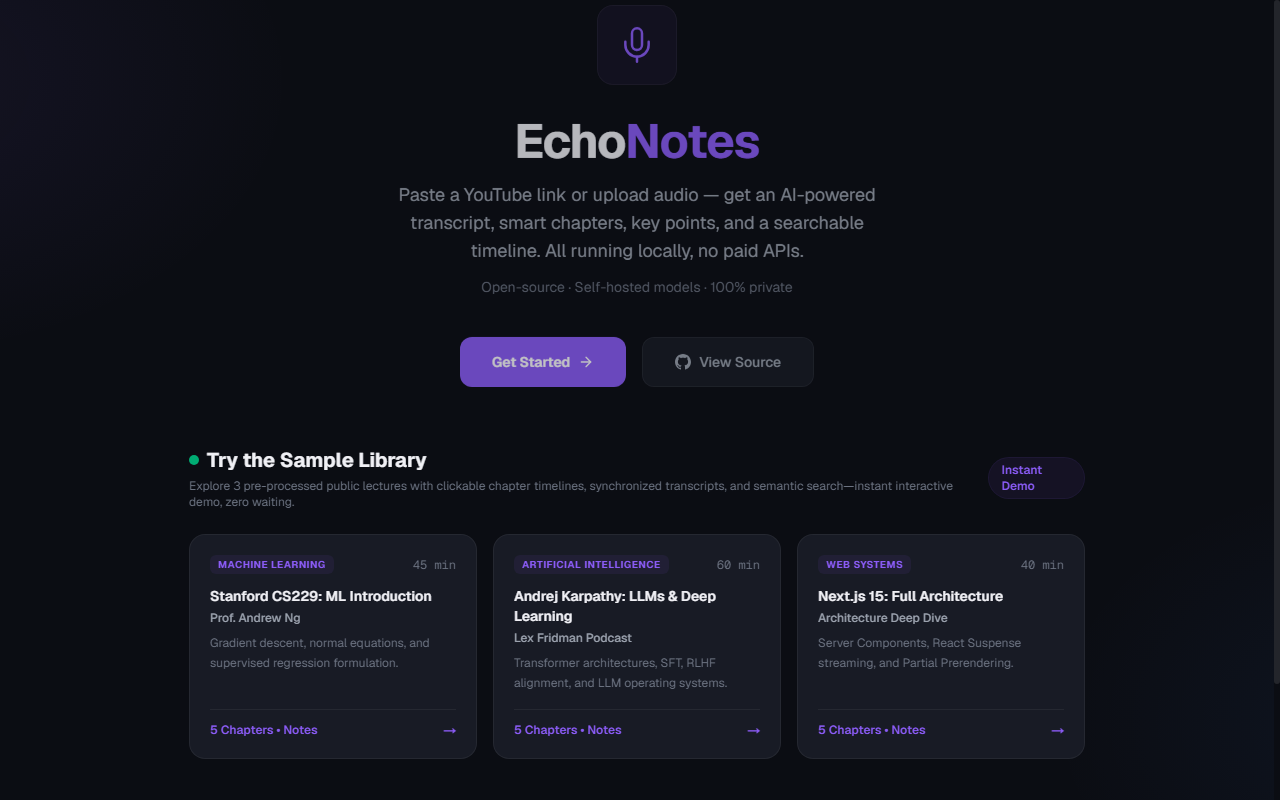 EchoNotes
Paste a YouTube link or upload audio — get an AI-powered
transcript, smart chapters, key points, and a searchable
timeline. All running locally, no paid APIs.
Open-source · Self-hosted models · 100% private
Get Started →
View Source
Try the Sample Library
Explore 3 pre-processed public lectures with clickable chapter timelines, synchronized transcripts, and semantic search—instant interactive
demo, zero waiting.
Instant
Demo
MACHINE LEARNING
45 min
Stanford CS229: ML Introduction
Prof. Andrew Ng
Gradient descent, normal equations, and
supervised regression formulation.
5 Chapters • Notes →
ARTIFICIAL INTELLIGENCE
60 min
Andrej Karpathy: LLMs & Deep
Learning
Lex Fridman Podcast
Transformer architectures, SFT, RLHF
alignment, and LLM operating systems.
5 Chapters • Notes →
WEB SYSTEMS
40 min
Next.js 15: Full Architecture
Architecture Deep Dive
Server Components, React Suspense
streaming, and Partial Prerendering.
5 Chapters • Notes →